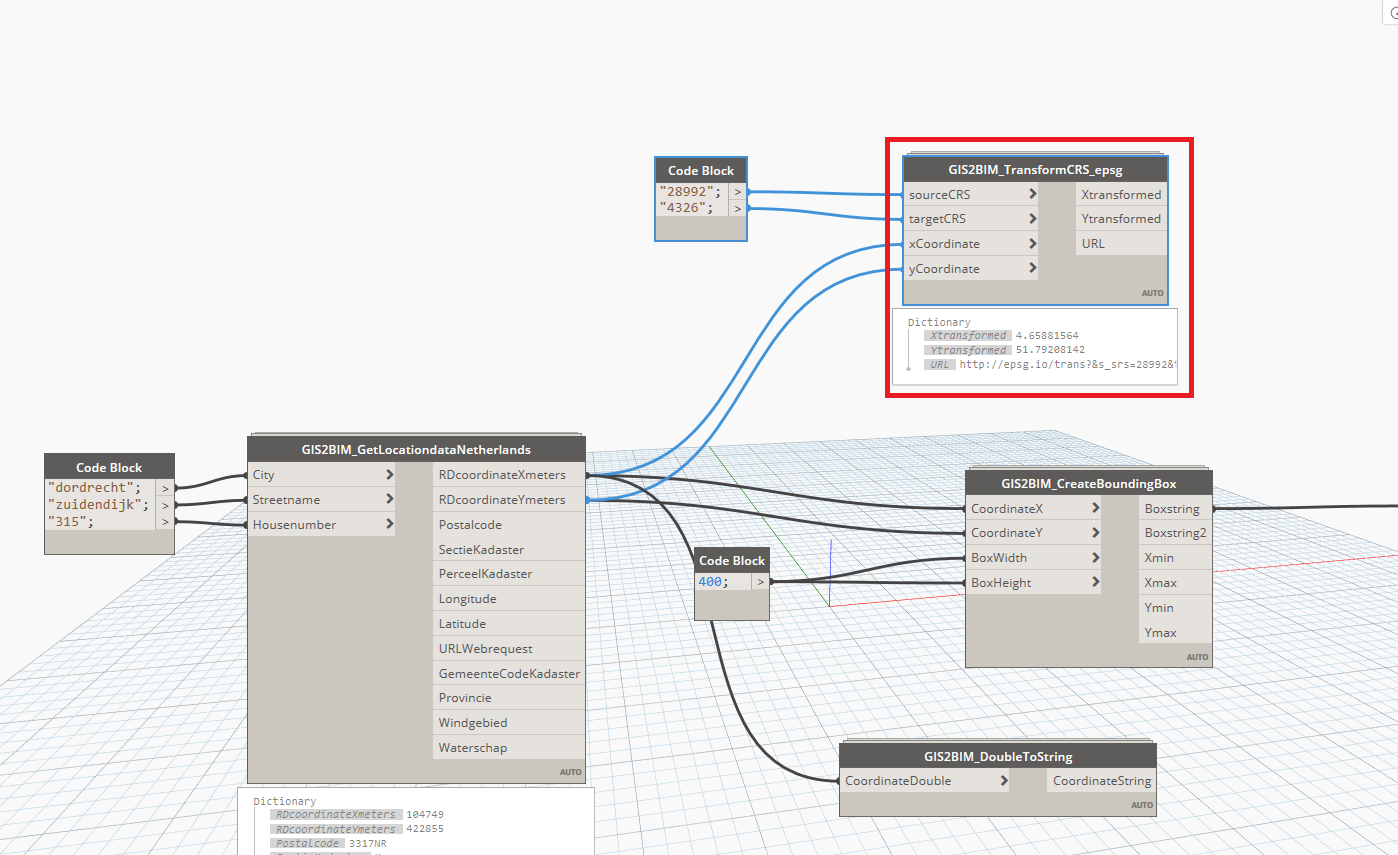 Code Block
"28992"; >
"4326"; >
GIS2BIM_TransformCRS_epsg
sourceCRS > Xtransformed
targetCRS > Ytransformed
xCoordinate > URL
yCoordinate >
AUTO
Dictionary
Xtransformed 4.65881564
Ytransformed 51.79208142
URL http://epsg.io/trans?&s_srs=28992&
Code Block
"dordrecht"; >
"zuidendijk"; >
"315"; >
GIS2BIM_GetLocationdataNetherlands
City > RDcoordinateXmeters
Streetname > RDcoordinateYmeters
Housenumber > Postalcode
SectieKadaster
PerceelKadaster
Longitude
Latitude
URLWebrequest
GemeenteCodeKadaster
Provincie
Windgebied
Waterschap
AUTO
Dictionary
RDcoordinateXmeters 104749
RDcoordinateYmeters 422855
Postalcode 3317NR
Code Block
400; >
GIS2BIM_CreateBoundingBox
CoordinateX > Boxstring
CoordinateY > Boxstring2
BoxWidth > Xmin
BoxHeight > Xmax
Ymin
Ymax
AUTO
GIS2BIM_DoubleToString
CoordinateDouble > CoordinateString
AUTO